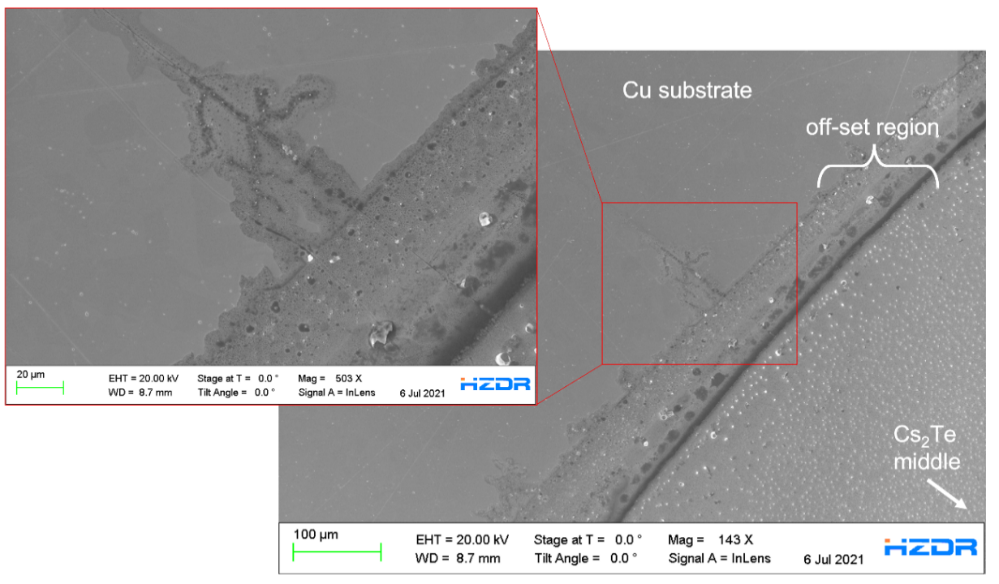 Cu substrate
off-set region
20 µm
EHT = 20.00 kV Stage at T = 0.0 ° Mag = 503 X
WD = 8.7 mm Tilt Angle = 0.0 ° Signal A = InLens 6 Jul 2021 HZDR
Cs₂Te
middle
100 µm
EHT = 20.00 kV Stage at T = 0.0 ° Mag = 143 X
WD = 8.7 mm Tilt Angle = 0.0 ° Signal A = InLens 6 Jul 2021 HZDR